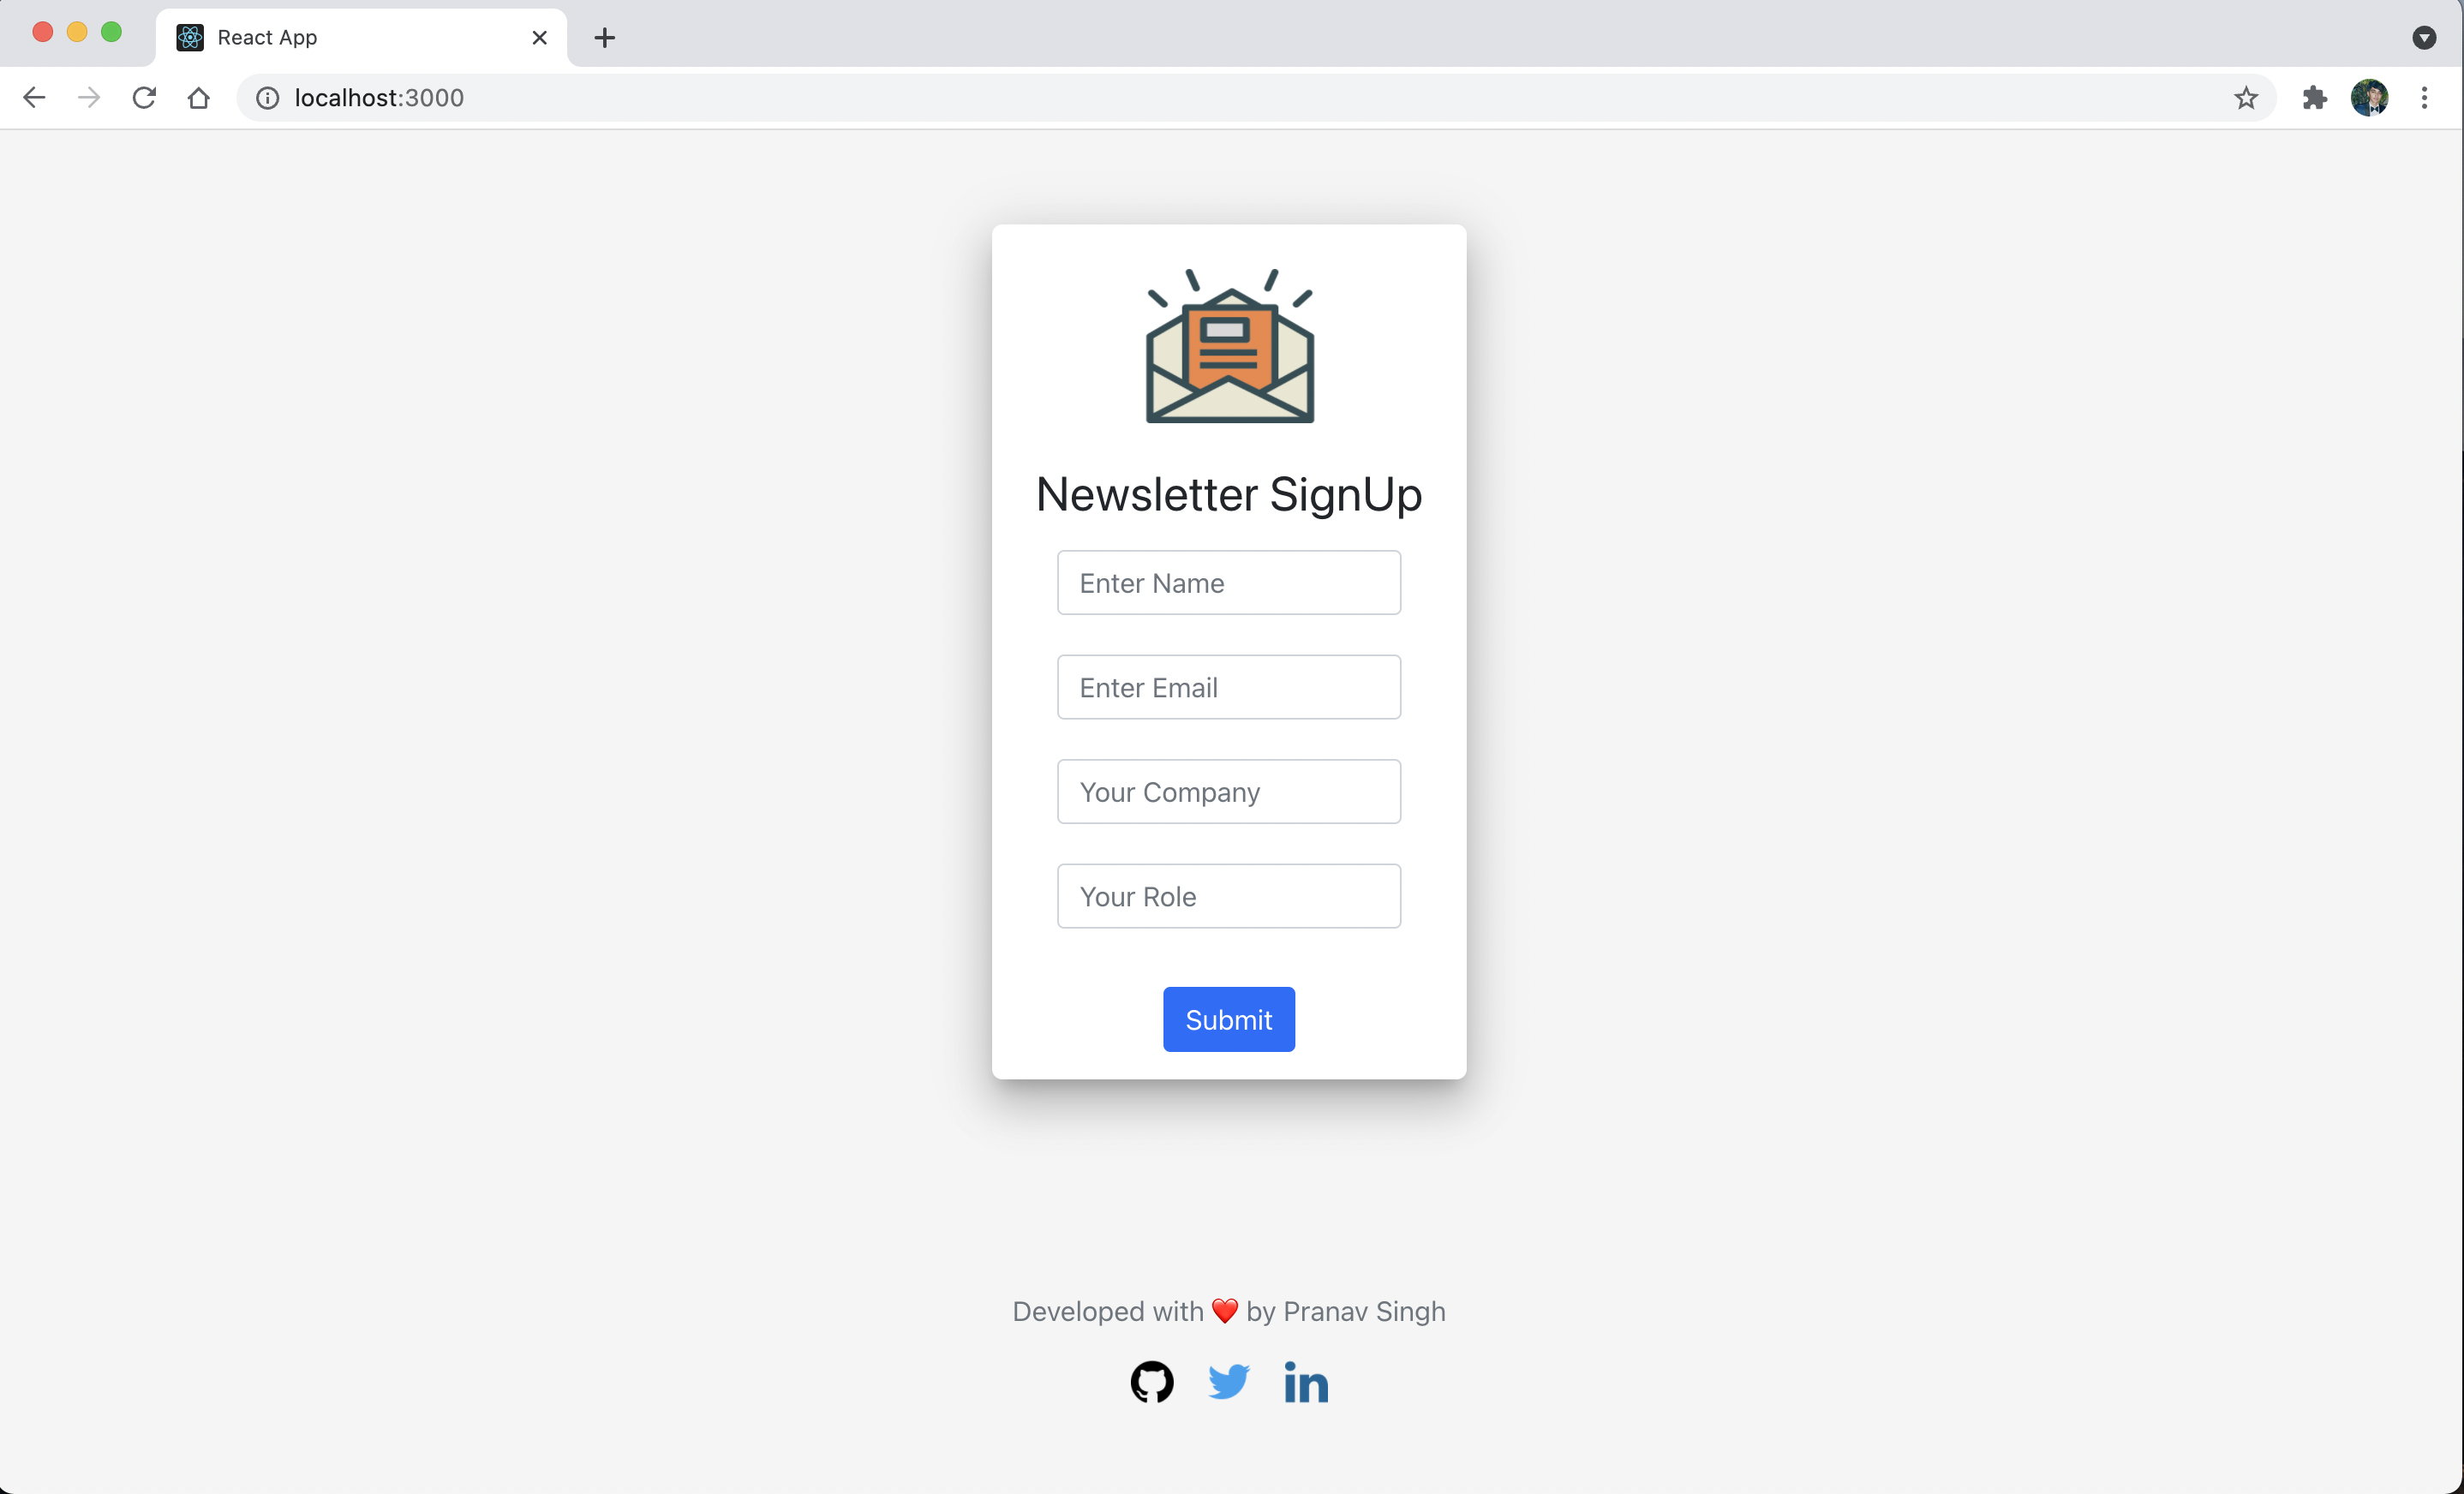 React App
localhost:3000
Newsletter SignUp
Enter Name
Enter Email
Your Company
Your Role
Submit
Developed with ❤️ by Pranav Singh
in